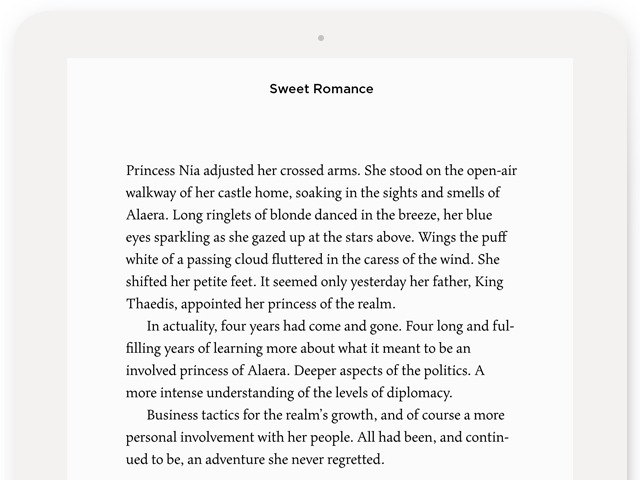 Sweet Romance
Princess Nia adjusted her crossed arms. She stood on the open-air
walkway of her castle home, soaking in the sights and smells of
Alaera. Long ringlets of blonde danced in the breeze, her blue
eyes sparkling as she gazed up at the stars above. Wings the puff
white of a passing cloud fluttered in the caress of the wind. She
shifted her petite feet. It seemed only yesterday her father, King
Thaedis, appointed her princess of the realm.
In actuality, four years had come and gone. Four long and ful-
filling years of learning more about what it meant to be an
involved princess of Alaera. Deeper aspects of the politics. A
more intense understanding of the levels of diplomacy.
Business tactics for the realm’s growth, and of course a more
personal involvement with her people. All had been, and contin-
ued to be, an adventure she never regretted.